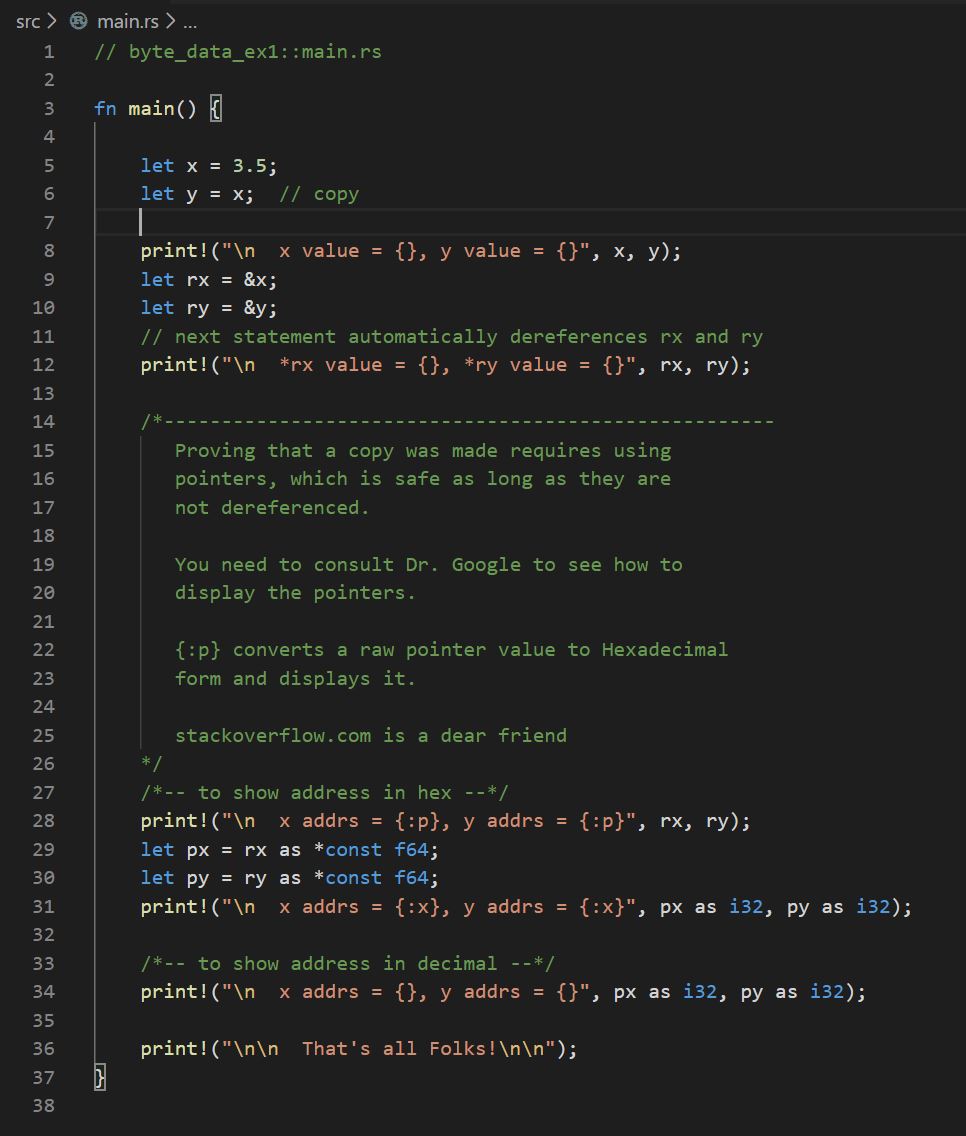 src > main.rs > ...
1 // byte_data_ex1::main.rs
2
3 fn main() {
4
5     let x = 3.5;
6     let y = x;  // copy
7
8     print!("\n  x value = {}, y value = {}", x, y);
9     let rx = &x;
10     let ry = &y;
11     // next statement automatically dereferences rx and ry
12     print!("\n  *rx value = {}, *ry value = {}", rx, ry);
13
14     /*-----------------------------------------------------
15        Proving that a copy was made requires using
16        pointers, which is safe as long as they are
17        not dereferenced.
18
19        You need to consult Dr. Google to see how to
20        display the pointers.
21
22        {:p} converts a raw pointer value to Hexadecimal
23        form and displays it.
24
25        stackoverflow.com is a dear friend
26     */
27     /*-- to show address in hex --*/
28     print!("\n  x addrs = {:p}, y addrs = {:p}", rx, ry);
29     let px = rx as *const f64;
30     let py = ry as *const f64;
31     print!("\n  x addrs = {:x}, y addrs = {:x}", px as i32, py as i32);
32
33     /*-- to show address in decimal --*/
34     print!("\n  x addrs = {}, y addrs = {}", px as i32, py as i32);
35
36     print!("\n\n  That's all Folks!\n\n");
37 }
38